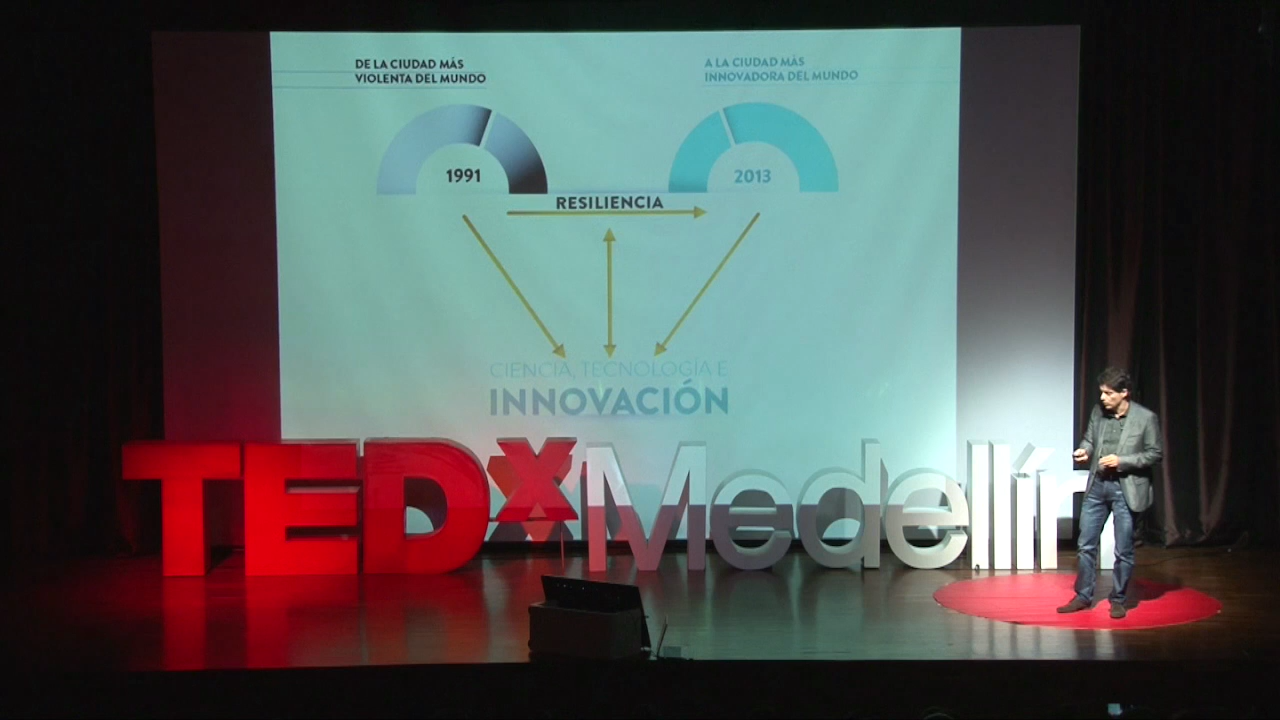 DE LA CIUDAD MÁS
VIOLENTA DEL MUNDO
A LA CIUDAD MÁS
INNOVADORA DEL MUNDO
1991
2013
RESILIENCIA
CIENCIA, TECNOLOGÍA E
INNOVACIÓN
TEDxMedellín